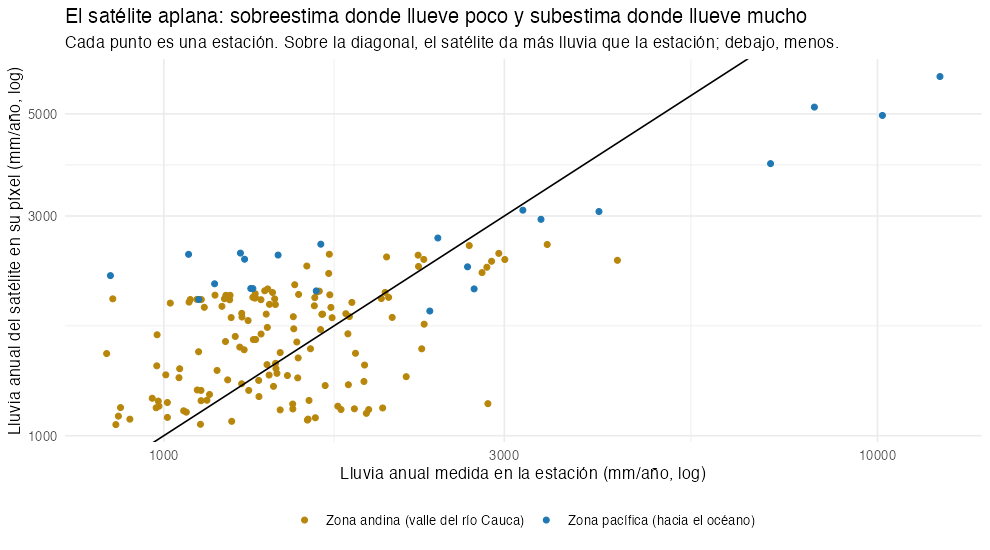 El satélite aplana: sobreestima donde llueve poco y subestima donde llueve mucho
Cada punto es una estación. Sobre la diagonal, el satélite da más lluvia que la estación; debajo, menos.
Lluvia anual del satélite en su píxel (mm/año, log)
5000
3000
1000
1000
3000
10000
Lluvia anual medida en la estación (mm/año, log)
Zona andina (valle del río Cauca)
Zona pacífica (hacia el océano)